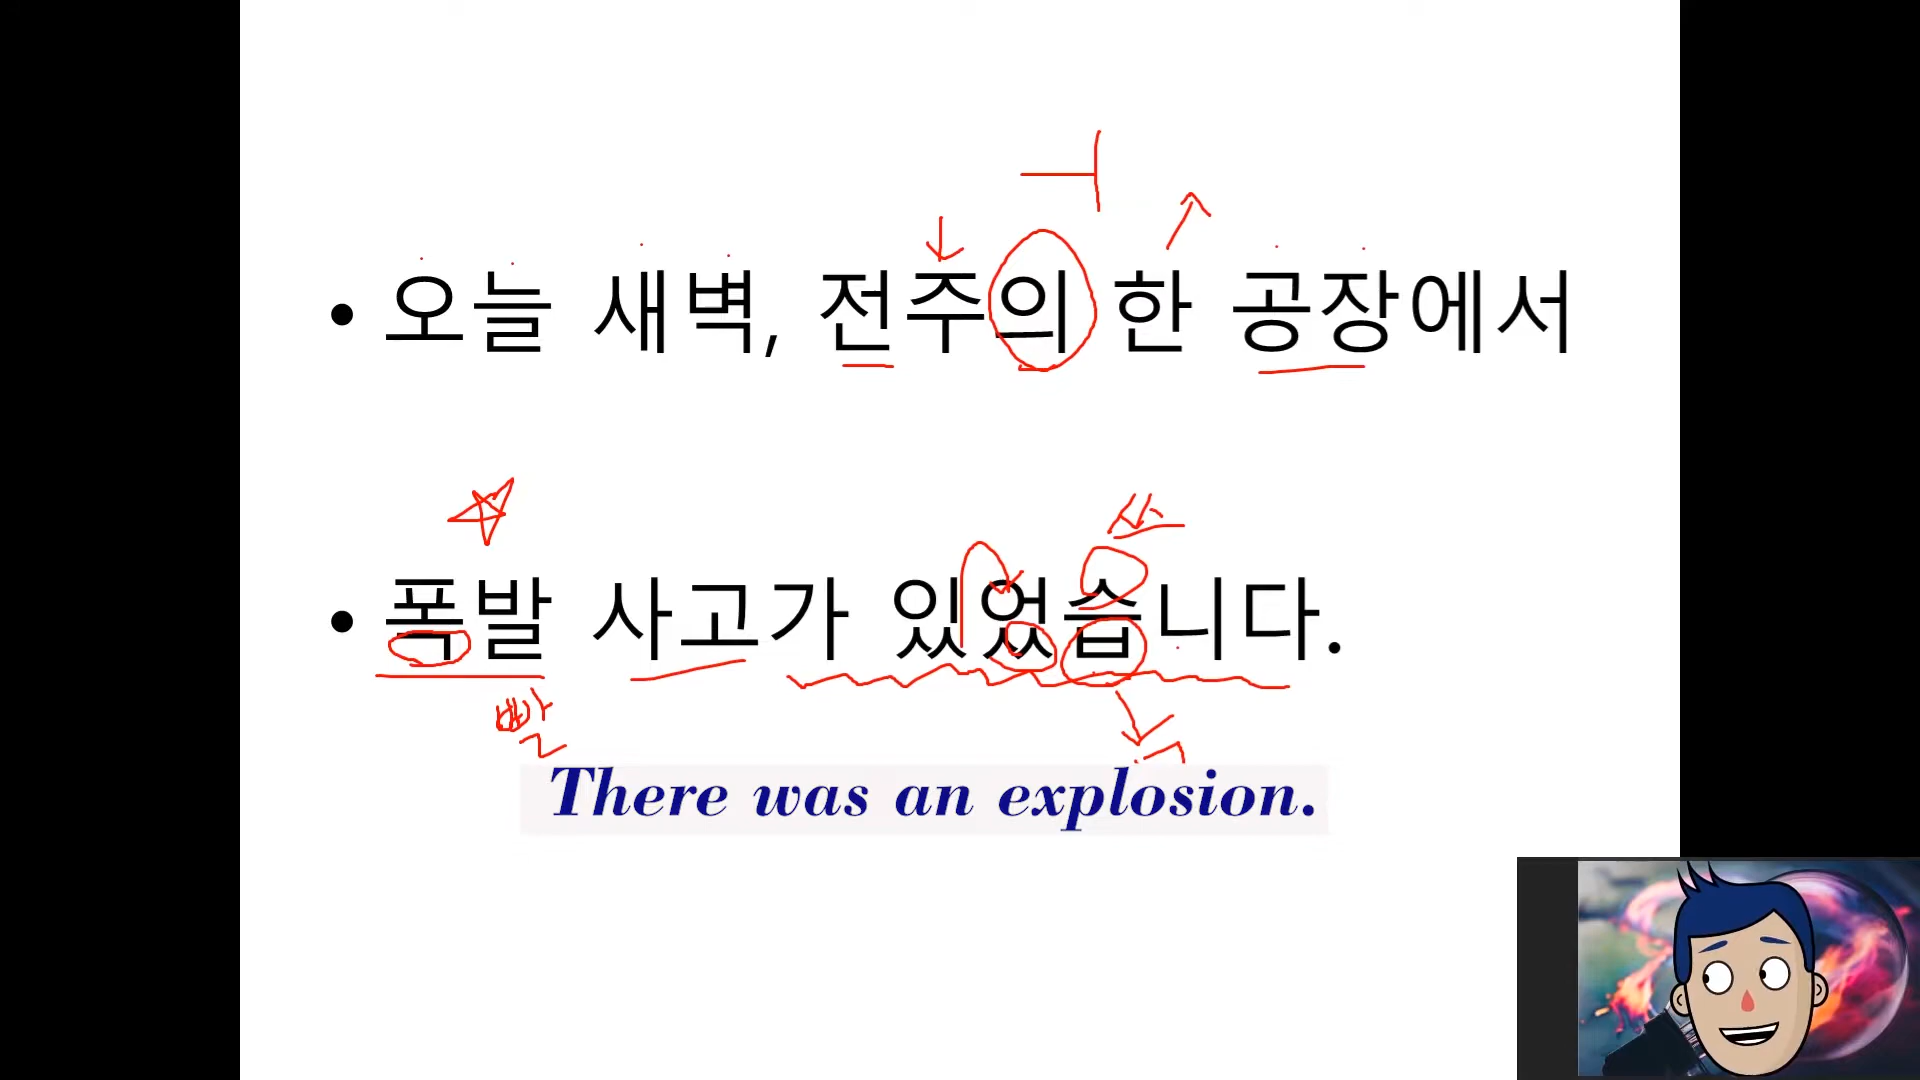 • 오늘 새벽, 전주의 한 공장에서
• 폭발 사고가 있었습니다.
빨
There was an explosion.